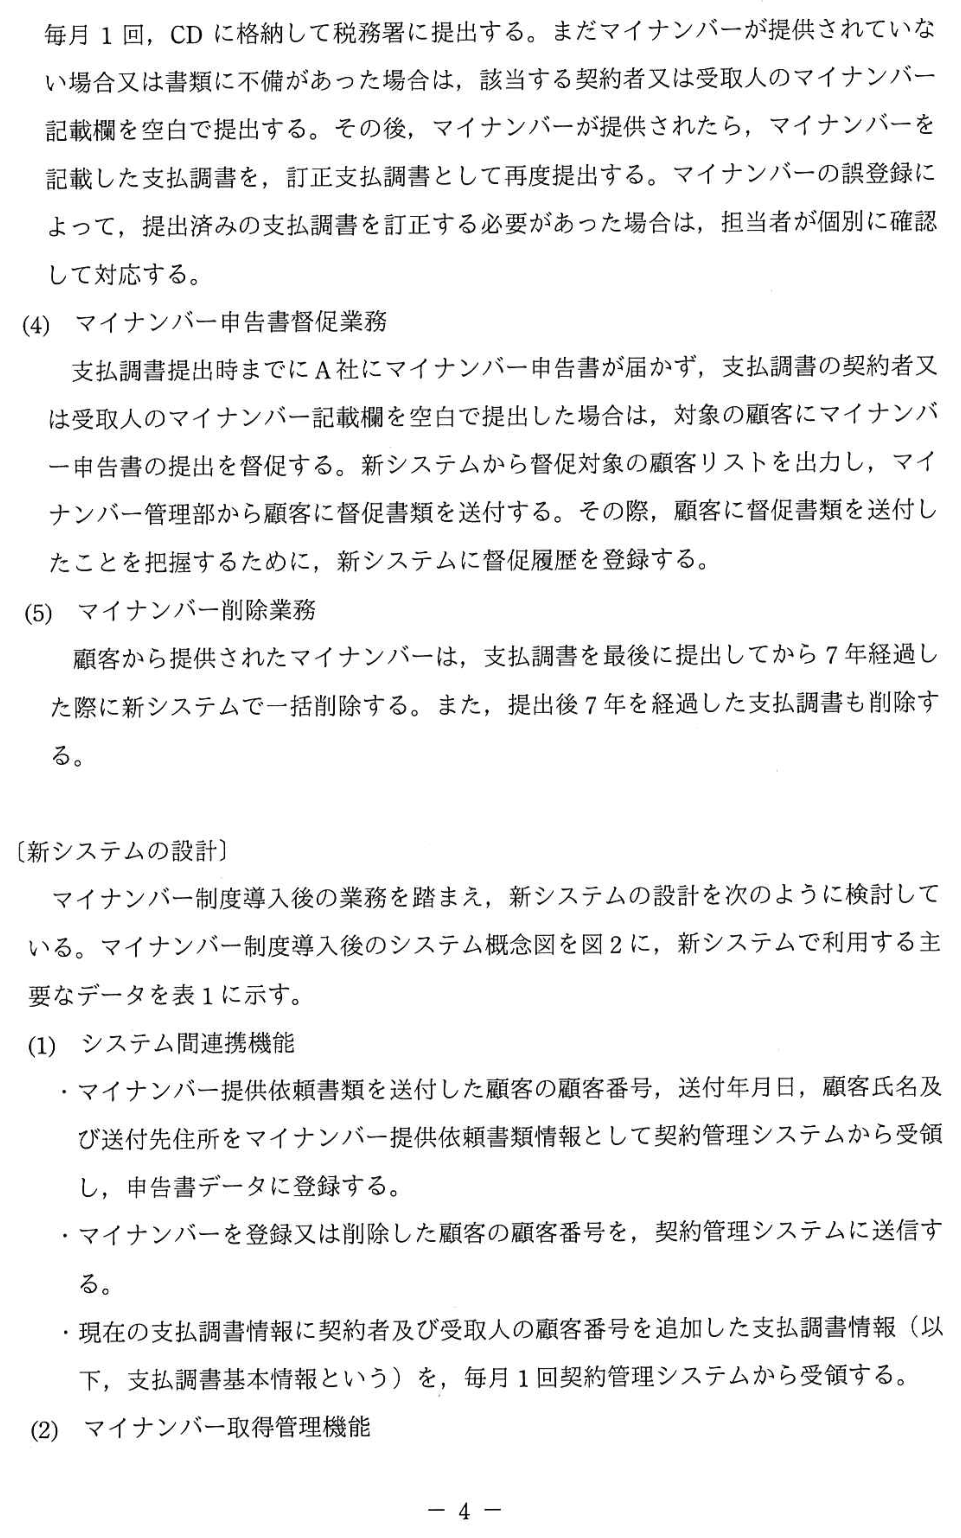 毎月 1 回，CD に格納して税務署に提出する。まだマイナンバーが提供されていな
い場合又は書類に不備があった場合は，該当する契約者又は受取人のマイナンバー
記載欄を空白で提出する。その後，マイナンバーが提供されたら，マイナンバーを
記載した支払調書を，訂正支払調書として再度提出する。マイナンバーの誤登録に
よって，提出済みの支払調書を訂正する必要があった場合は，担当者が個別に確認
して対応する。
(4) マイナンバー申告書督促業務
支払調書提出時までに A 社にマイナンバー申告書が届かず，支払調書の契約者又
は受取人のマイナンバー記載欄を空白で提出した場合は，対象の顧客にマイナンバ
ー申告書の提出を督促する。新システムから督促対象の顧客リストを出力し，マイ
ナンバー管理部から顧客に督促書類を送付する。その際，顧客に督促書類を送付し
たことを把握するために，新システムに督促履歴を登録する。
(5) マイナンバー削除業務
顧客から提供されたマイナンバーは，支払調書を最後に提出してから 7 年経過し
た際に新システムで一括削除する。また，提出後 7 年を経過した支払調書も削除す
る。
〔新システムの設計〕
マイナンバー制度導入後の業務を踏まえ，新システムの設計を次のように検討して
いる。マイナンバー制度導入後のシステム概念図を図 2 に，新システムで利用する主
要なデータを表 1 に示す。
(1) システム間連携機能
・マイナンバー提供依頼書類を送付した顧客の顧客番号，送付年月日，顧客氏名及
び送付先住所をマイナンバー提供依頼書類情報として契約管理システムから受領
し，申告書データに登録する。
・マイナンバーを登録又は削除した顧客の顧客番号を，契約管理システムに送信す
る。
・現在の支払調書情報に契約者及び受取人の顧客番号を追加した支払調書情報（以
下，支払調書基本情報という）を，毎月 1 回契約管理システムから受領する。
(2) マイナンバー取得管理機能
－ 4 －